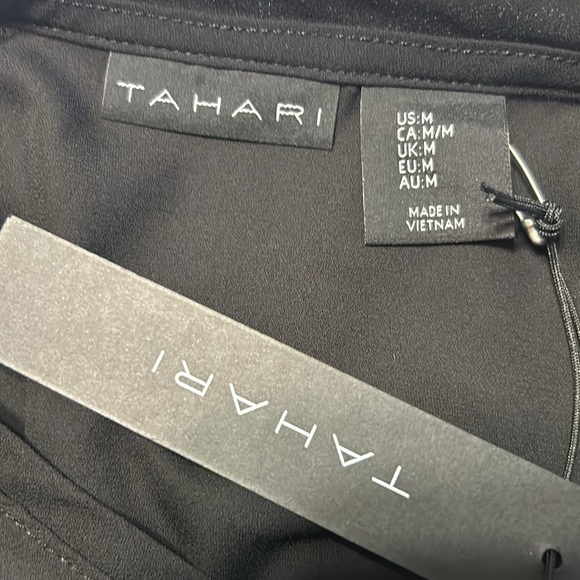 TAHARI
US:M
CA:M/M
UK:M
EU:M
AU:M
MADE IN
VIETNAM
TAHARI